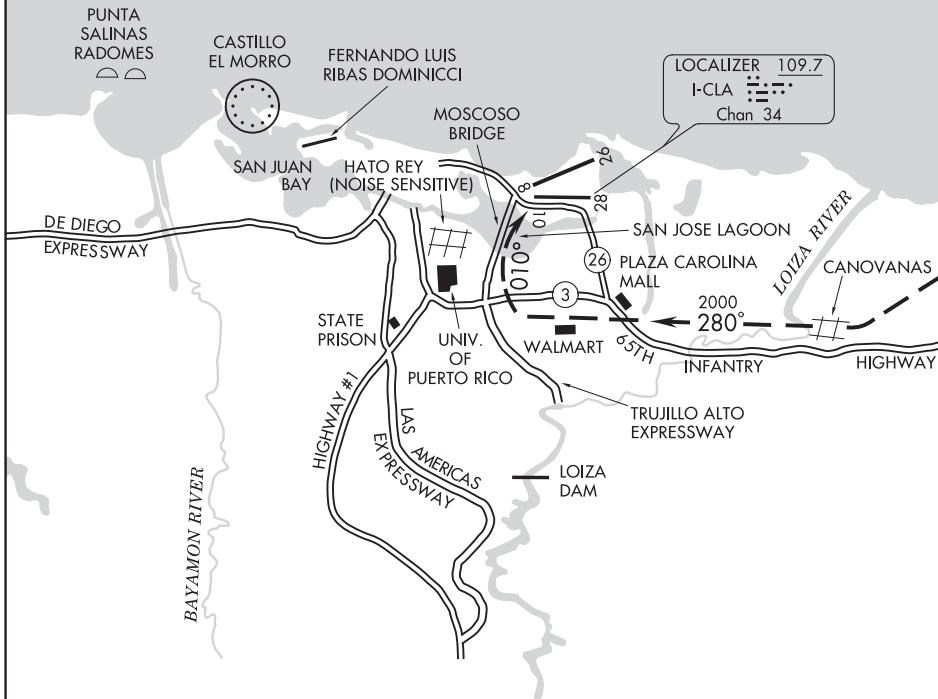 PUNTA
SALINAS
RADOMES
CASTILLO
EL MORRO
FERNANDO LUIS
RIBAS DOMINICCI
LOCALIZER 109.7
I-CLA
Chan 34
MOSCOSO
BRIDGE
SAN JUAN
BAY
HATO REY
(NOISE SENSITIVE)
8
26
10
28
DE DIEGO
EXPRESSWAY
010°
SAN JOSE LAGOON
LOIZA RIVER
26
PLAZA CAROLINA
MALL
CANOVANAS
3
2000
280°
STATE
PRISON
UNIV.
OF
PUERTO RICO
WALMART
65TH
INFANTRY
HIGHWAY
HIGHWAY #1
LAS
AMERICAS
EXPRESSWAY
TRUJILLO ALTO
EXPRESSWAY
LOIZA
DAM
BAYAMON RIVER